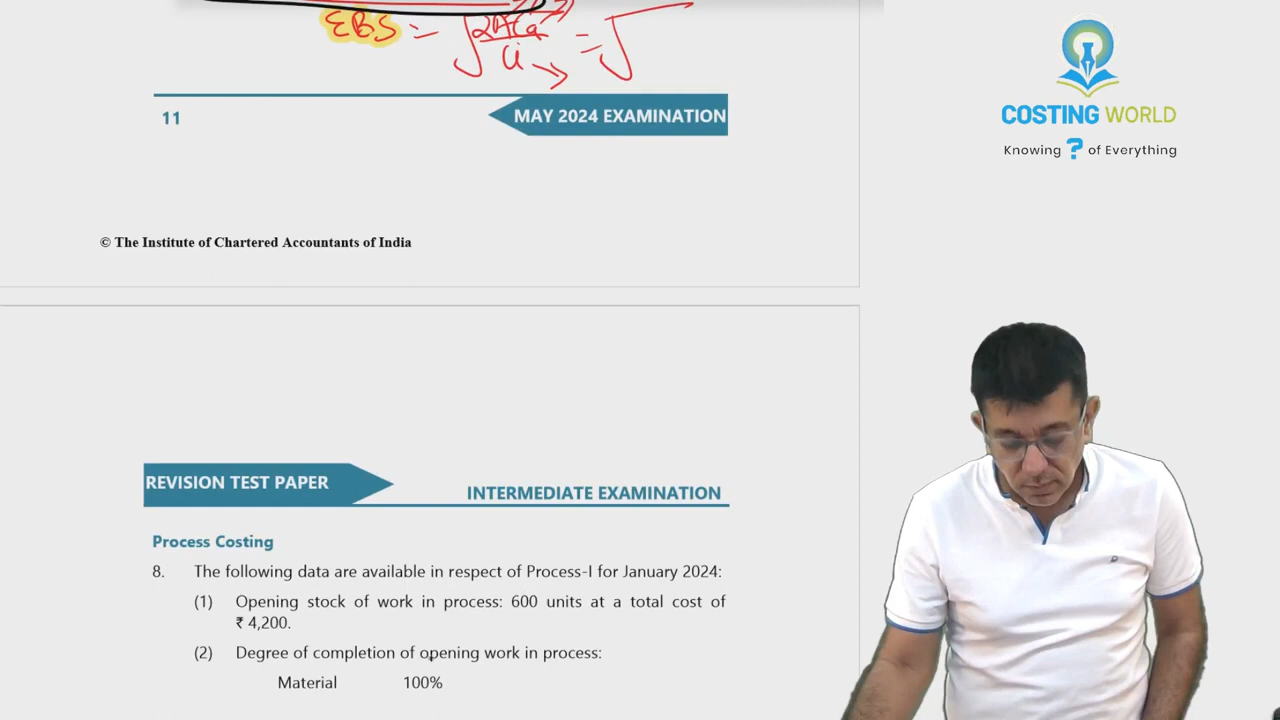 EBS = √2A
11
MAY 2024 EXAMINATION
© The Institute of Chartered Accountants of India
REVISION TEST PAPER
INTERMEDIATE EXAMINATION
Process Costing
8. The following data are available in respect of Process-I for January 2024:
(1) Opening stock of work in process: 600 units at a total cost of
₹ 4,200.
(2) Degree of completion of opening work in process:
Material 100%
COSTING WORLD
Knowing ? of Everything